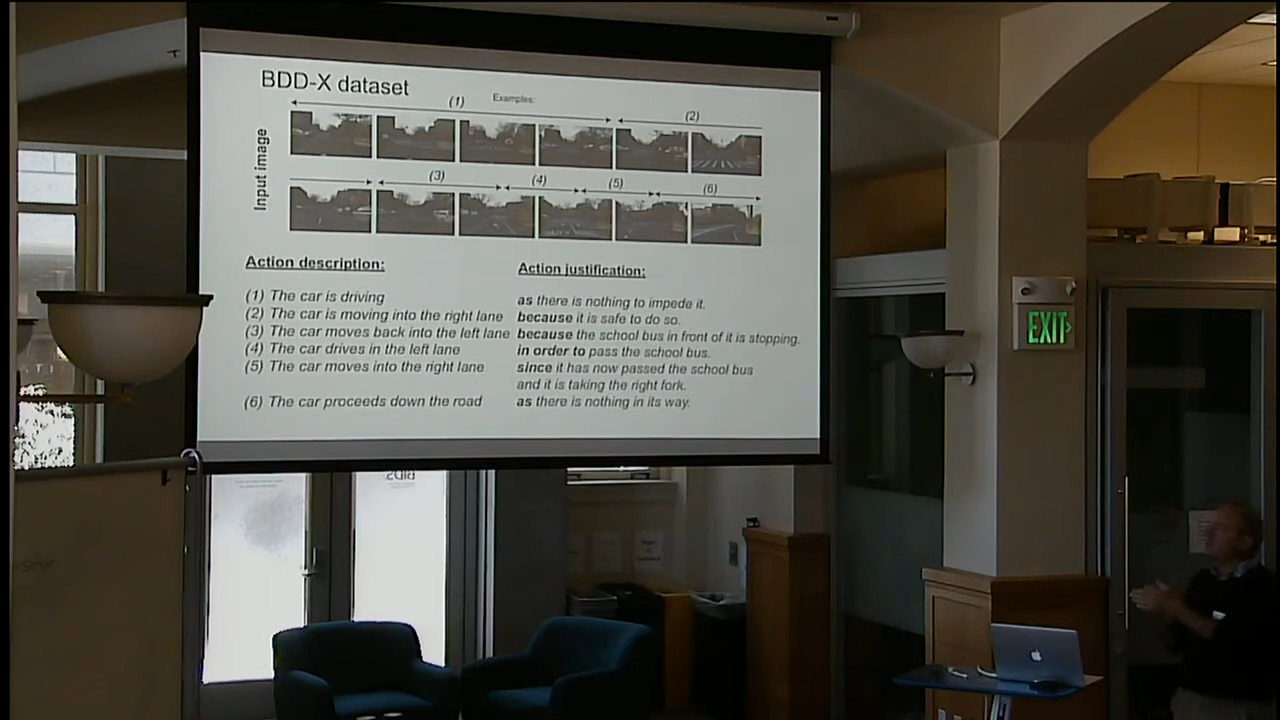 BDD-X dataset
Examples:
(1)
(2)
Input image
(3)
(4)
(5)
(6)
Action description:
Action justification:
(1) The car is driving
as there is nothing to impede it.
(2) The car is moving into the right lane
because it is safe to do so.
(3) The car moves back into the left lane
because the school bus in front of it is stopping.
(4) The car drives in the left lane
in order to pass the school bus.
(5) The car moves into the right lane
since it has now passed the school bus
and it is taking the right fork.
(6) The car proceeds down the road
as there is nothing in its way.
EXIT